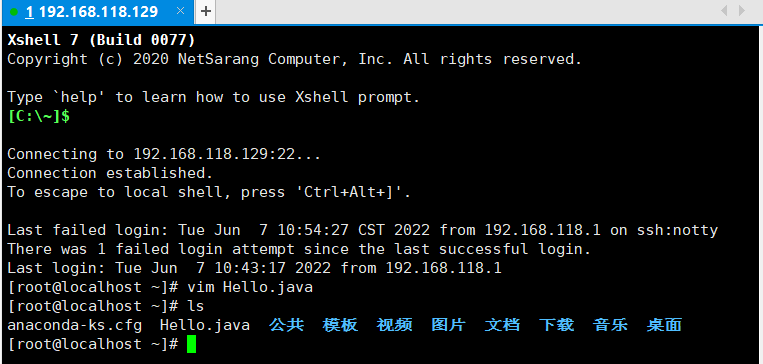 1 192.168.118.129 × +
Xshell 7 (Build 0077)
Copyright (c) 2020 NetSarang Computer, Inc. All rights reserved.
Type `help' to learn how to use Xshell prompt.
[C:\~]$
Connecting to 192.168.118.129:22...
Connection established.
To escape to local shell, press 'Ctrl+Alt+]'.
Last failed login: Tue Jun  7 10:54:27 CST 2022 from 192.168.118.1 on ssh:notty
There was 1 failed login attempt since the last successful login.
Last login: Tue Jun  7 10:43:17 2022 from 192.168.118.1
[root@localhost ~]# vim Hello.java
[root@localhost ~]# ls
anaconda-ks.cfg  Hello.java  公共  模板  视频  图片  文档  下载  音乐  桌面
[root@localhost ~]#